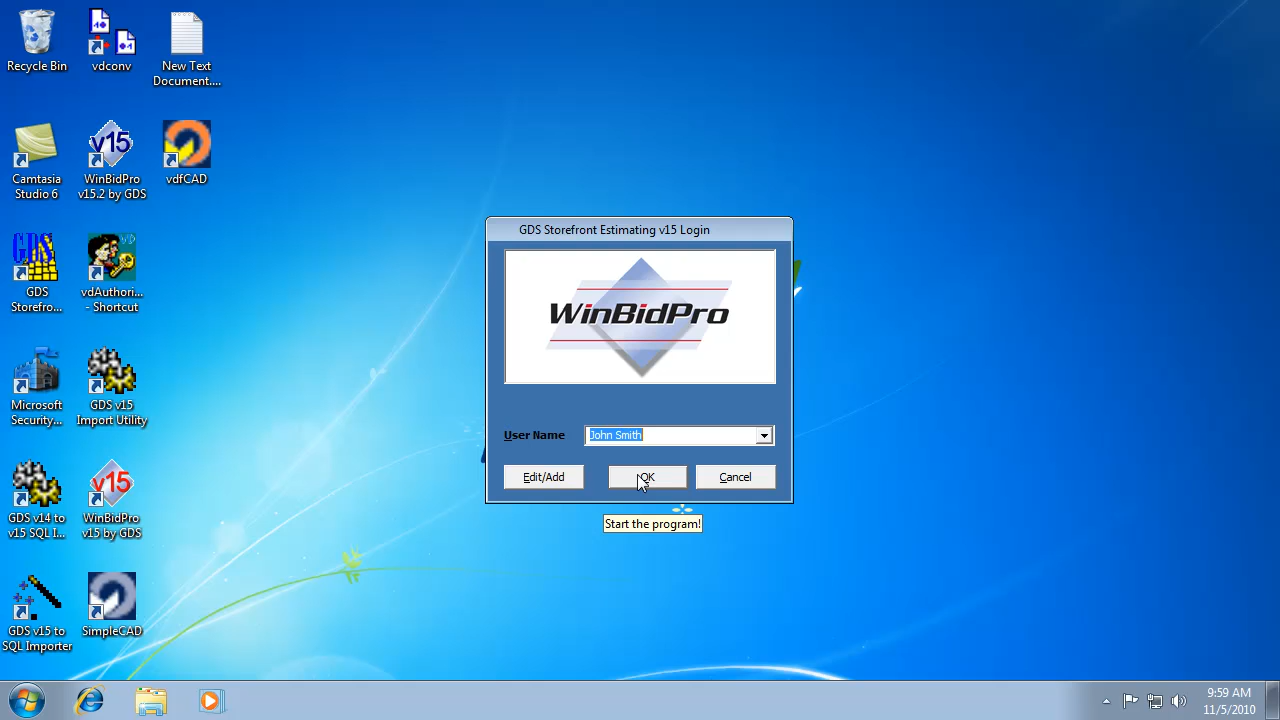 Recycle Bin
vdconv
New Text
Document....
Camtasia
Studio 6
v15
WinBidPro
v15.2 by GDS
vdfCAD
GDS
GDS
Storefro...
vdAuthori...
- Shortcut
Microsoft
Security...
GDS v15
Import Utility
GDS v14 to
v15 SQL I...
v15
WinBidPro
v15 by GDS
GDS v15 to
SQL Importer
SimpleCAD
GDS Storefront Estimating v15 Login
WinBidPro
User Name
John Smith
Edit/Add
OK
Cancel
Start the program!
9:59 AM
11/5/2010